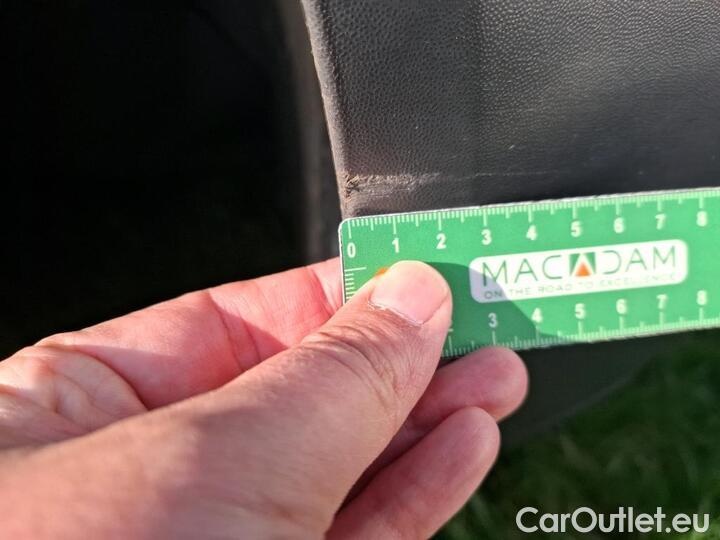 0 1 2 3 4 5 6 7 8
MACADAM
ON THE ROAD TO EXCELLENCE
2 3 4 5 6 7 8
CarOutlet.eu